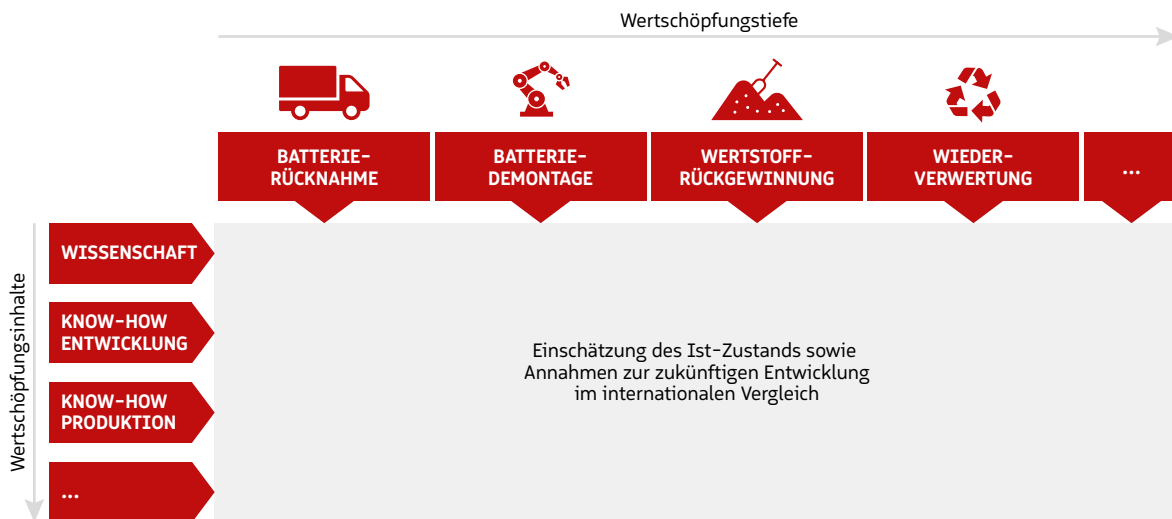 Wertschöpfungstiefe
BATTERIE-
RÜCKNAHME
BATTERIE-
DEMONTAGE
WERTSTOFF-
RÜCKGEWINNUNG
WIEDER-
VERWERTUNG
...
Wertschöpfungsinhalte
WISSENSCHAFT
KNOW-HOW
ENTWICKLUNG
KNOW-HOW
PRODUKTION
...
Einschätzung des Ist-Zustands sowie
Annahmen zur zukünftigen Entwicklung
im internationalen Vergleich